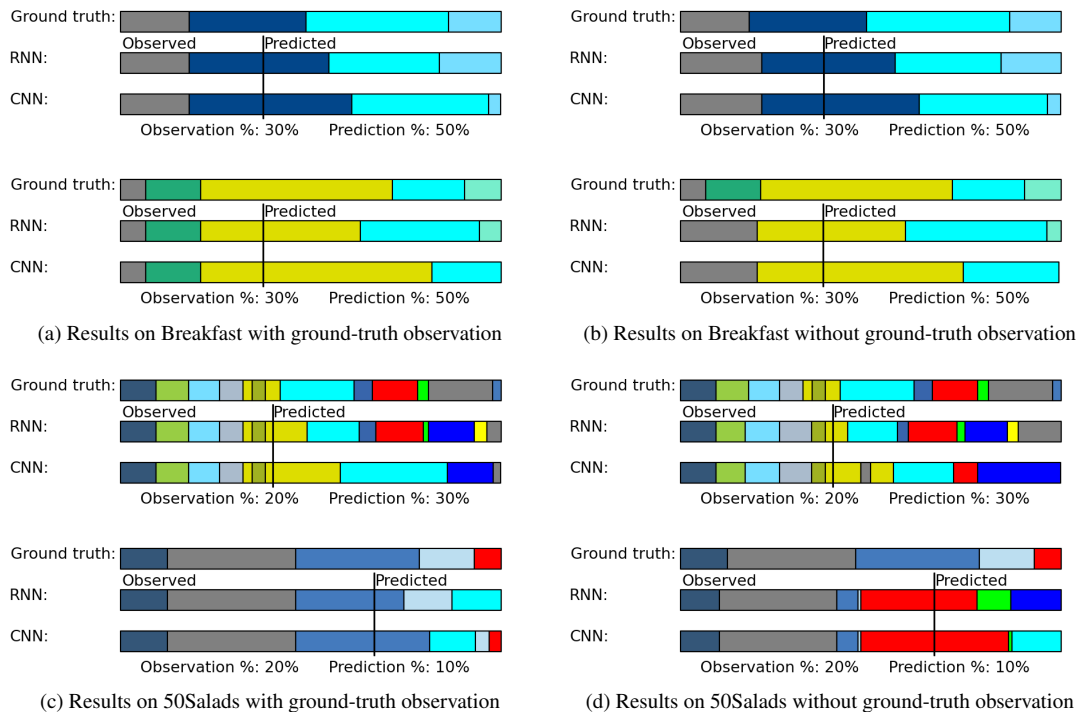 Ground truth:
Observed Predicted
RNN:
CNN:
Observation %: 30% Prediction %: 50%
Ground truth:
Observed Predicted
RNN:
CNN:
Observation %: 30% Prediction %: 50%
(a) Results on Breakfast with ground-truth observation
Ground truth:
Observed Predicted
RNN:
CNN:
Observation %: 30% Prediction %: 50%
Ground truth:
Observed Predicted
RNN:
CNN:
Observation %: 30% Prediction %: 50%
(b) Results on Breakfast without ground-truth observation
Ground truth:
Observed Predicted
RNN:
CNN:
Observation %: 20% Prediction %: 30%
Ground truth:
Observed Predicted
RNN:
CNN:
Observation %: 20% Prediction %: 10%
(c) Results on 50Salads with ground-truth observation
Ground truth:
Observed Predicted
RNN:
CNN:
Observation %: 20% Prediction %: 30%
Ground truth:
Observed Predicted
RNN:
CNN:
Observation %: 20% Prediction %: 10%
(d) Results on 50Salads without ground-truth observation